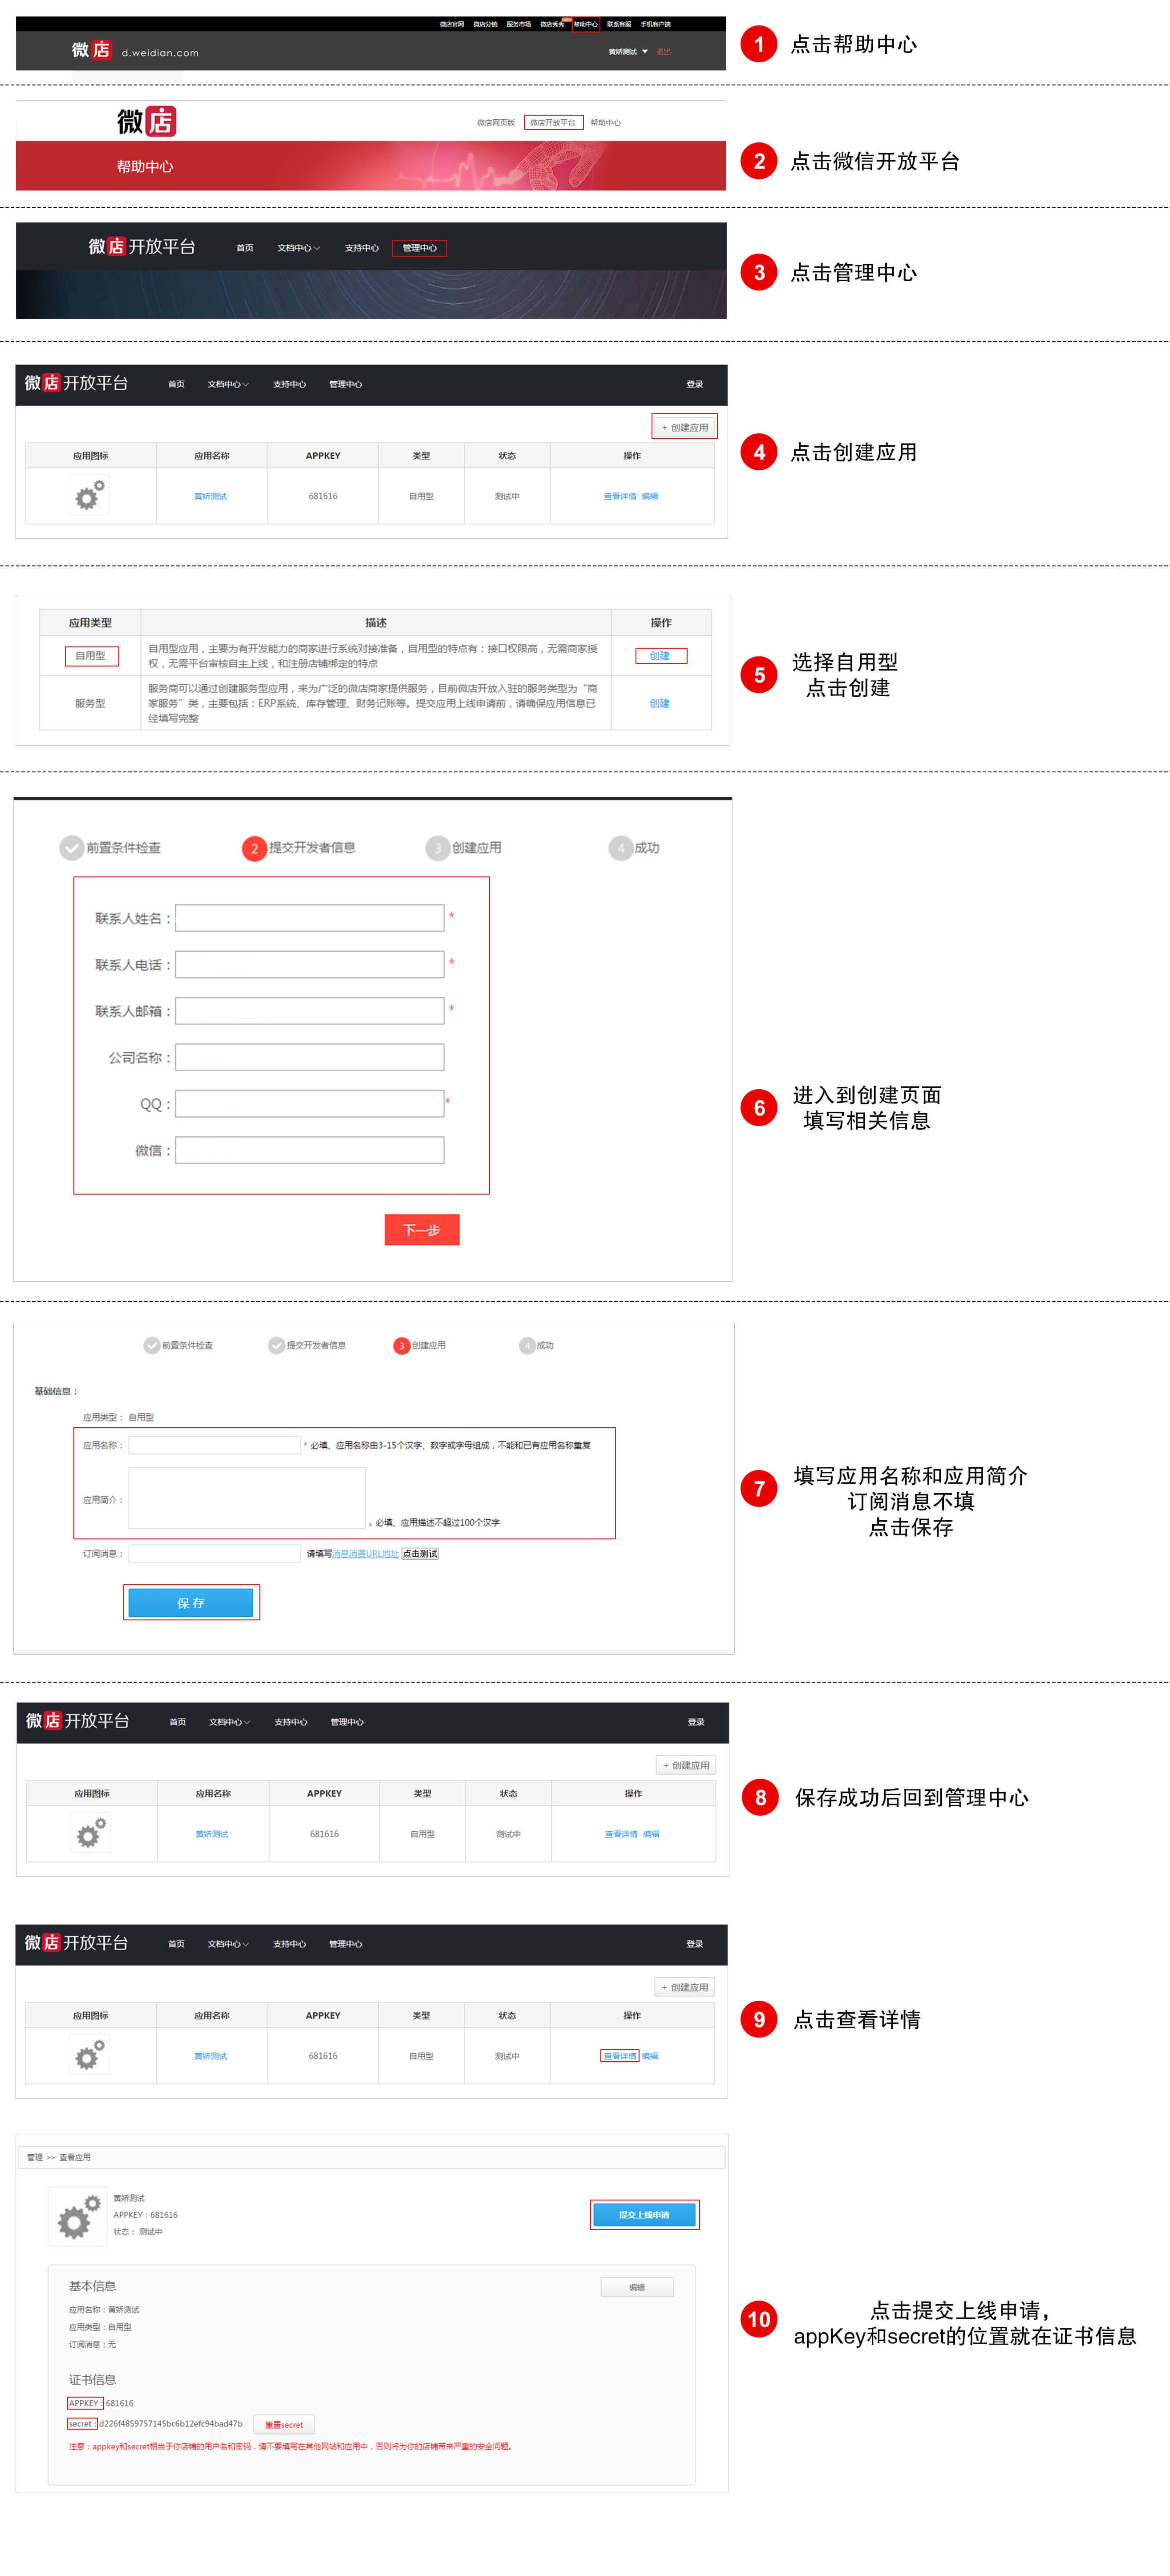 微店官网 微店分销 服务市场 微店秀秀 帮助中心 联系客服 手机客户端
微店 d.weidian.com 黄娇测试 退出
1 点击帮助中心
微店 微店网页版 微店开放平台 帮助中心
帮助中心
2 点击微信开放平台
微店开放平台 首页 文档中心 支持中心 管理中心
3 点击管理中心
微店开放平台 首页 文档中心 支持中心 管理中心 登录
+ 创建应用
应用图标 应用名称 APPKEY 类型 状态 操作
黄娇测试 681616 自用型 测试中 查看详情 编辑
4 点击创建应用
应用类型 描述 操作
自用型 自用型应用，主要为有开发能力的商家进行系统对接准备，自用型的特点有：接口权限高，无需商家授
权，无需平台审核自主上线，和注册店铺绑定的特点 创建
服务型 服务商可以通过创建服务型应用，来为广泛的微店商家提供服务，目前微店开放入驻的服务类型为“商
家服务”类，主要包括：ERP系统、库存管理、财务记账等。提交应用上线申请前，请确保应用信息已
经填写完整 创建
5 选择自用型
点击创建
前置条件检查 2 提交开发者信息 3 创建应用 4 成功
联系人姓名： *
联系人电话： *
联系人邮箱： *
公司名称：
QQ： *
微信：
下一步
6 进入到创建页面
填写相关信息
前置条件检查 提交开发者信息 3 创建应用 4 成功
基础信息：
应用类型： 自用型
应用名称： * 必填、应用名称由3-15个汉字、数字或字母组成，不能和已有应用名称重复
应用简介： * 必填、应用描述不超过100个汉字
订阅消息： 请填写消息消费URL地址 点击测试
保 存
7 填写应用名称和应用简介
订阅消息不填
点击保存
微店开放平台 首页 文档中心 支持中心 管理中心 登录
+ 创建应用
应用图标 应用名称 APPKEY 类型 状态 操作
黄娇测试 681616 自用型 测试中 查看详情 编辑
8 保存成功后回到管理中心
微店开放平台 首页 文档中心 支持中心 管理中心 登录
+ 创建应用
应用图标 应用名称 APPKEY 类型 状态 操作
黄娇测试 681616 自用型 测试中 查看详情 编辑
9 点击查看详情
管理 >> 查看应用
黄娇测试
APPKEY：681616
状态： 测试中
提交上线申请
基本信息 编辑
应用名称：黄娇测试
应用类型：自用型
订阅消息：无
证书信息
APPKEY：681616
secret：d226f4859757145bc6b12efc94bad47b 重置secret
注意：appkey和secret相当于你店铺的用户名和密码，请不要填写在其他网站和应用中，否则将为你的店铺带来严重的安全问题。
10 点击提交上线申请，
appKey和secret的位置就在证书信息